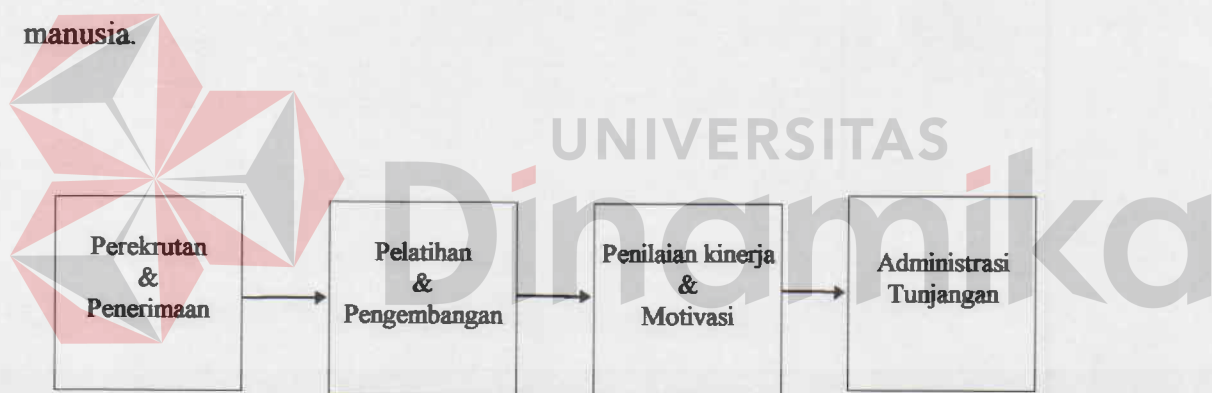 manusia.
UNIVERSITAS
Dinamika
Perekrutan
&
Penerimaan
Pelatihan
&
Pengembangan
Penilaian kinerja
&
Motivasi
Administrasi
Tunjangan